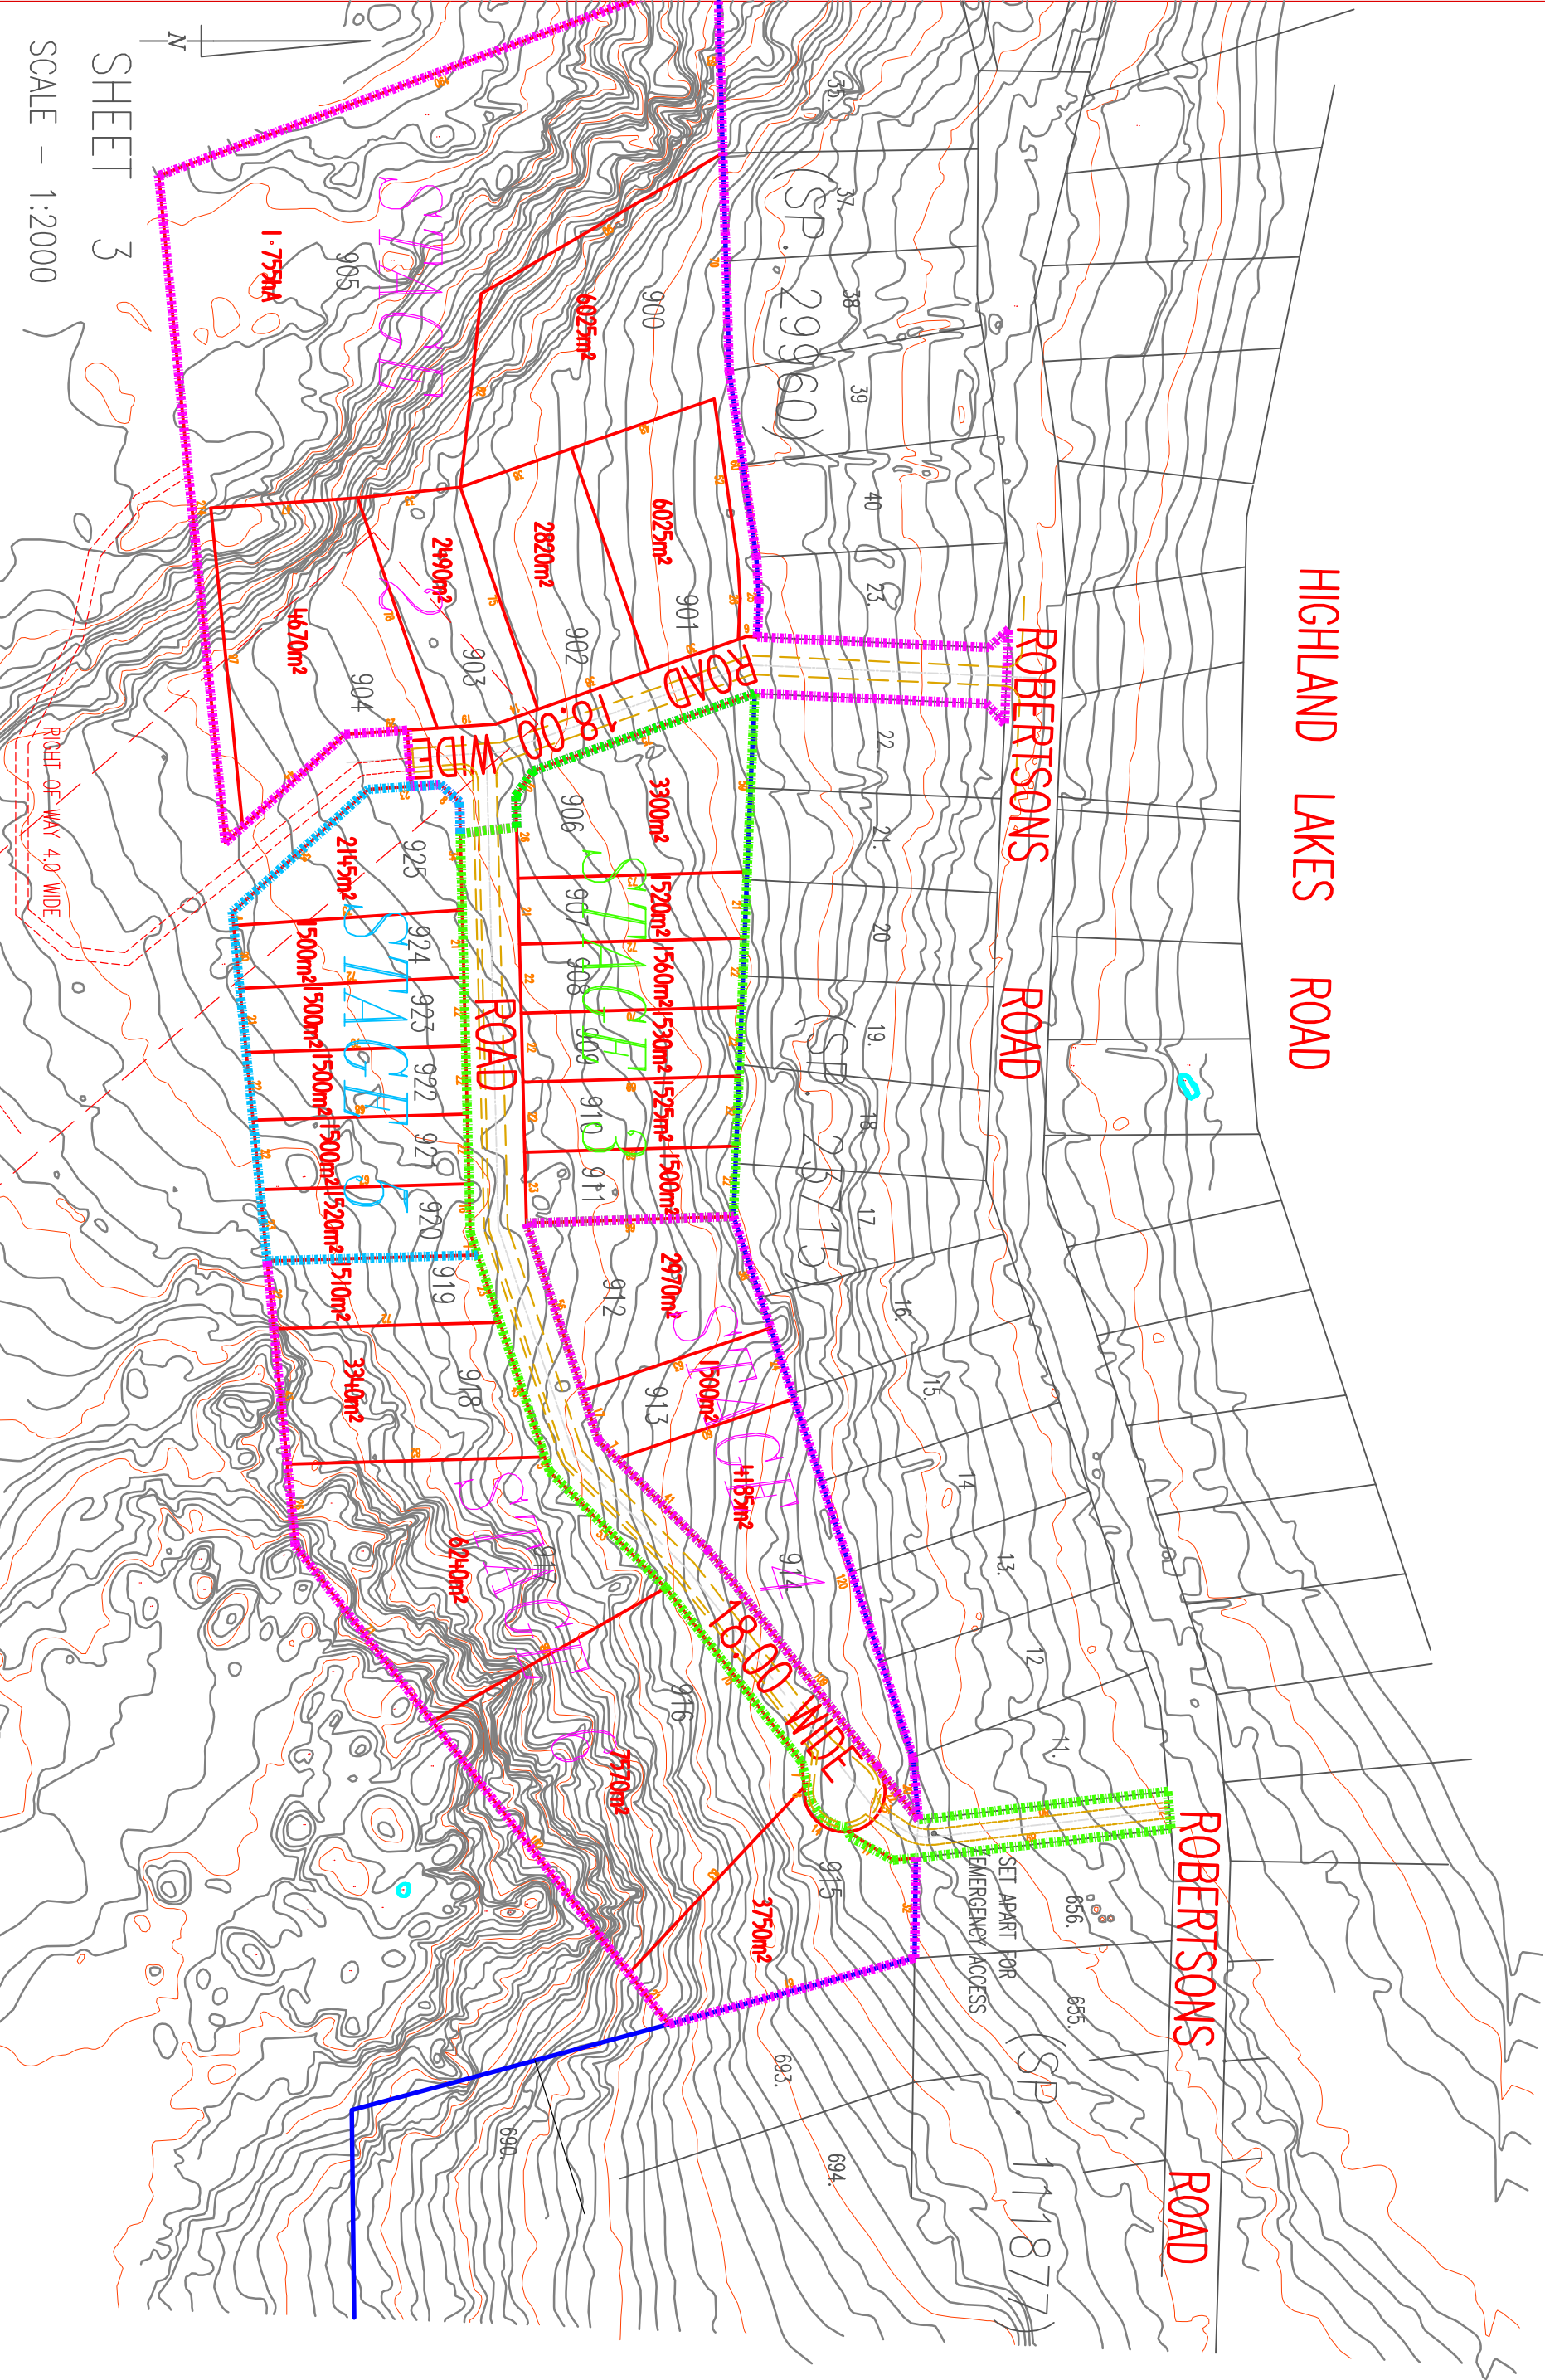 HIGHLAND LAKES ROAD
ROBERTSONS ROAD
ROBERTSONS ROAD
(SP. 29960)
(SP. 23715)
(SP. 11877)
35.
37.
38
39
40
23.
22.
21.
20
19.
18.
17.
16.
15.
14.
13.
12.
11.
656.
655.
693.
694.
690.
SET APART FOR
EMERGENCY ACCESS
900
6025m²
901
6025m²
902
2820m²
903
2490m²
904
4670m²
905
1.755hA
906
3300m²
907
1520m²
908
1560m²
909
1530m²
910
1525m²
911
1500m²
912
2970m²
913
1500m²
914
4185m²
915
3750m²
916
7570m²
917
6240m²
918
3340m²
919
1510m²
920
1520m²
921
1500m²
922
1500m²
923
1500m²
924
1500m²
925
2145m²
STAGE 2
STAGE 3
STAGE 4
STAGE 5
STAGE 6
ROAD 18.00 WIDE
ROAD
18.00 WIDE
RIGHT OF WAY 4.0 WIDE
N
SHEET 3
SCALE - 1:2000